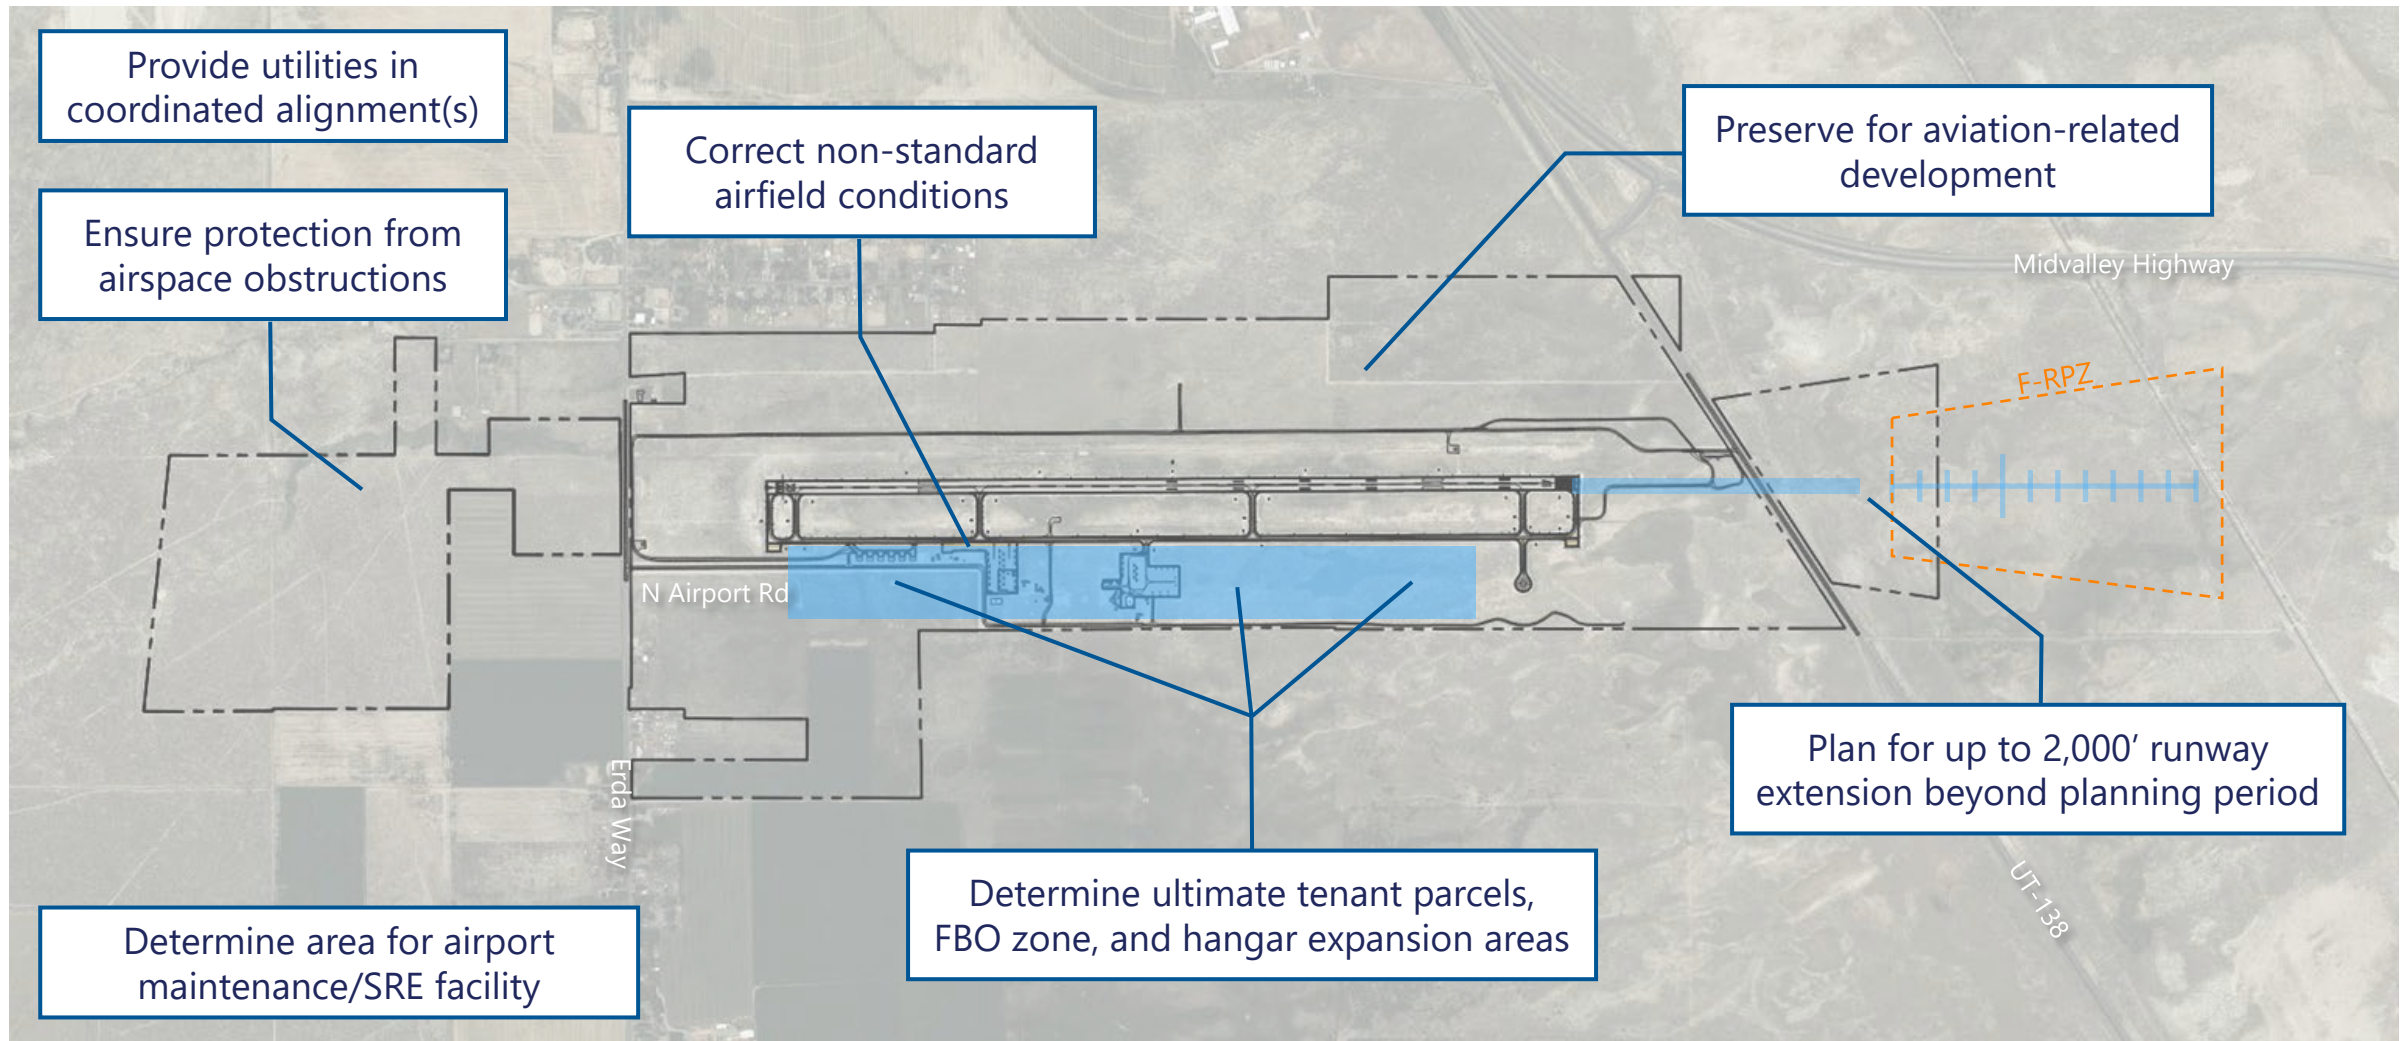 Provide utilities in
coordinated alignment(s)
Ensure protection from
airspace obstructions
Correct non-standard
airfield conditions
Preserve for aviation-related
development
Midvalley Highway
F-RPZ
N Airport Rd
Erda Way
UT-138
Plan for up to 2,000’ runway
extension beyond planning period
Determine ultimate tenant parcels,
FBO zone, and hangar expansion areas
Determine area for airport
maintenance/SRE facility